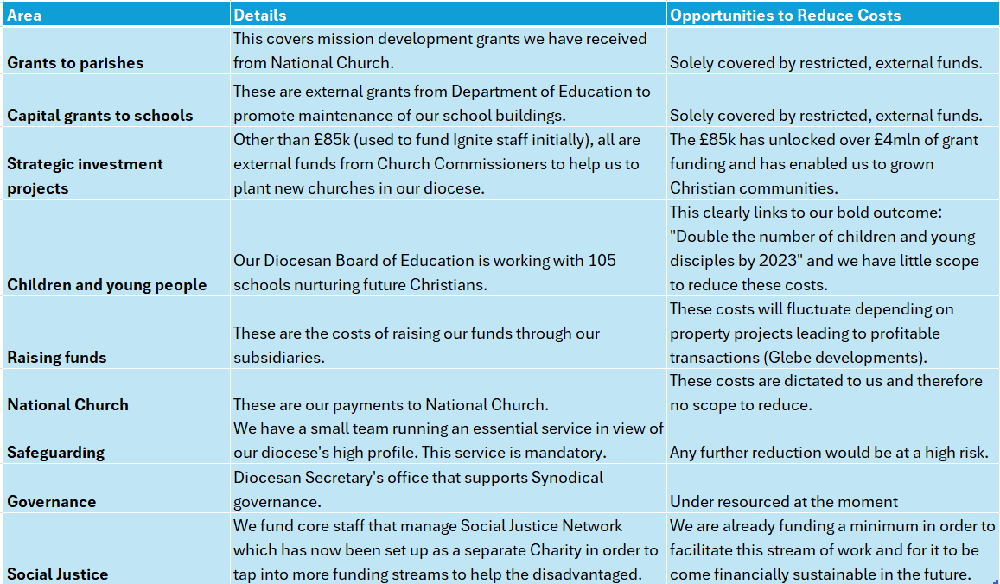 Area Details Opportunities to Reduce Costs
This covers mission development grants we have received
Grants to parishes from National Church. Solely covered by restricted, external funds.
These are external grants from Department of Education to
Capital grants to schools promote maintenance of our school buildings. Solely covered by restricted, external funds.
Strategic investment
projects
Other than £85k (used to fund Ignite staff initially), all are
external funds from Church Commissioners to help us to
plant new churches in our diocese.
The £85k has unlocked over £4mln of grant
funding and has enabled us to grown
Christian communities.
Children and young people
Our Diocesan Board of Education is working with 105
schools nurturing future Christians.
This clearly links to our bold outcome:
"Double the number of children and young
disciples by 2023" and we have little scope
to reduce these costs.
Raising funds
These are the costs of raising our funds through our
subsidiaries.
These costs will fluctuate depending on
property projects leading to profitable
transactions (Glebe developments).
National Church
These are our payments to National Church.
These costs are dictated to us and therefore
no scope to reduce.
Safeguarding
We have a small team running an essential service in view of
our diocese's high profile. This service is mandatory.
Any further reduction would be at a high risk.
Governance
Diocesan Secretary's office that supports Synodical
governance.
Under resourced at the moment
Social Justice
We fund core staff that manage Social Justice Network
which has now been set up as a separate Charity in order to
tap into more funding streams to help the disadvantaged.
We are already funding a minimum in order to
facilitate this stream of work and for it to be
come financially sustainable in the future.